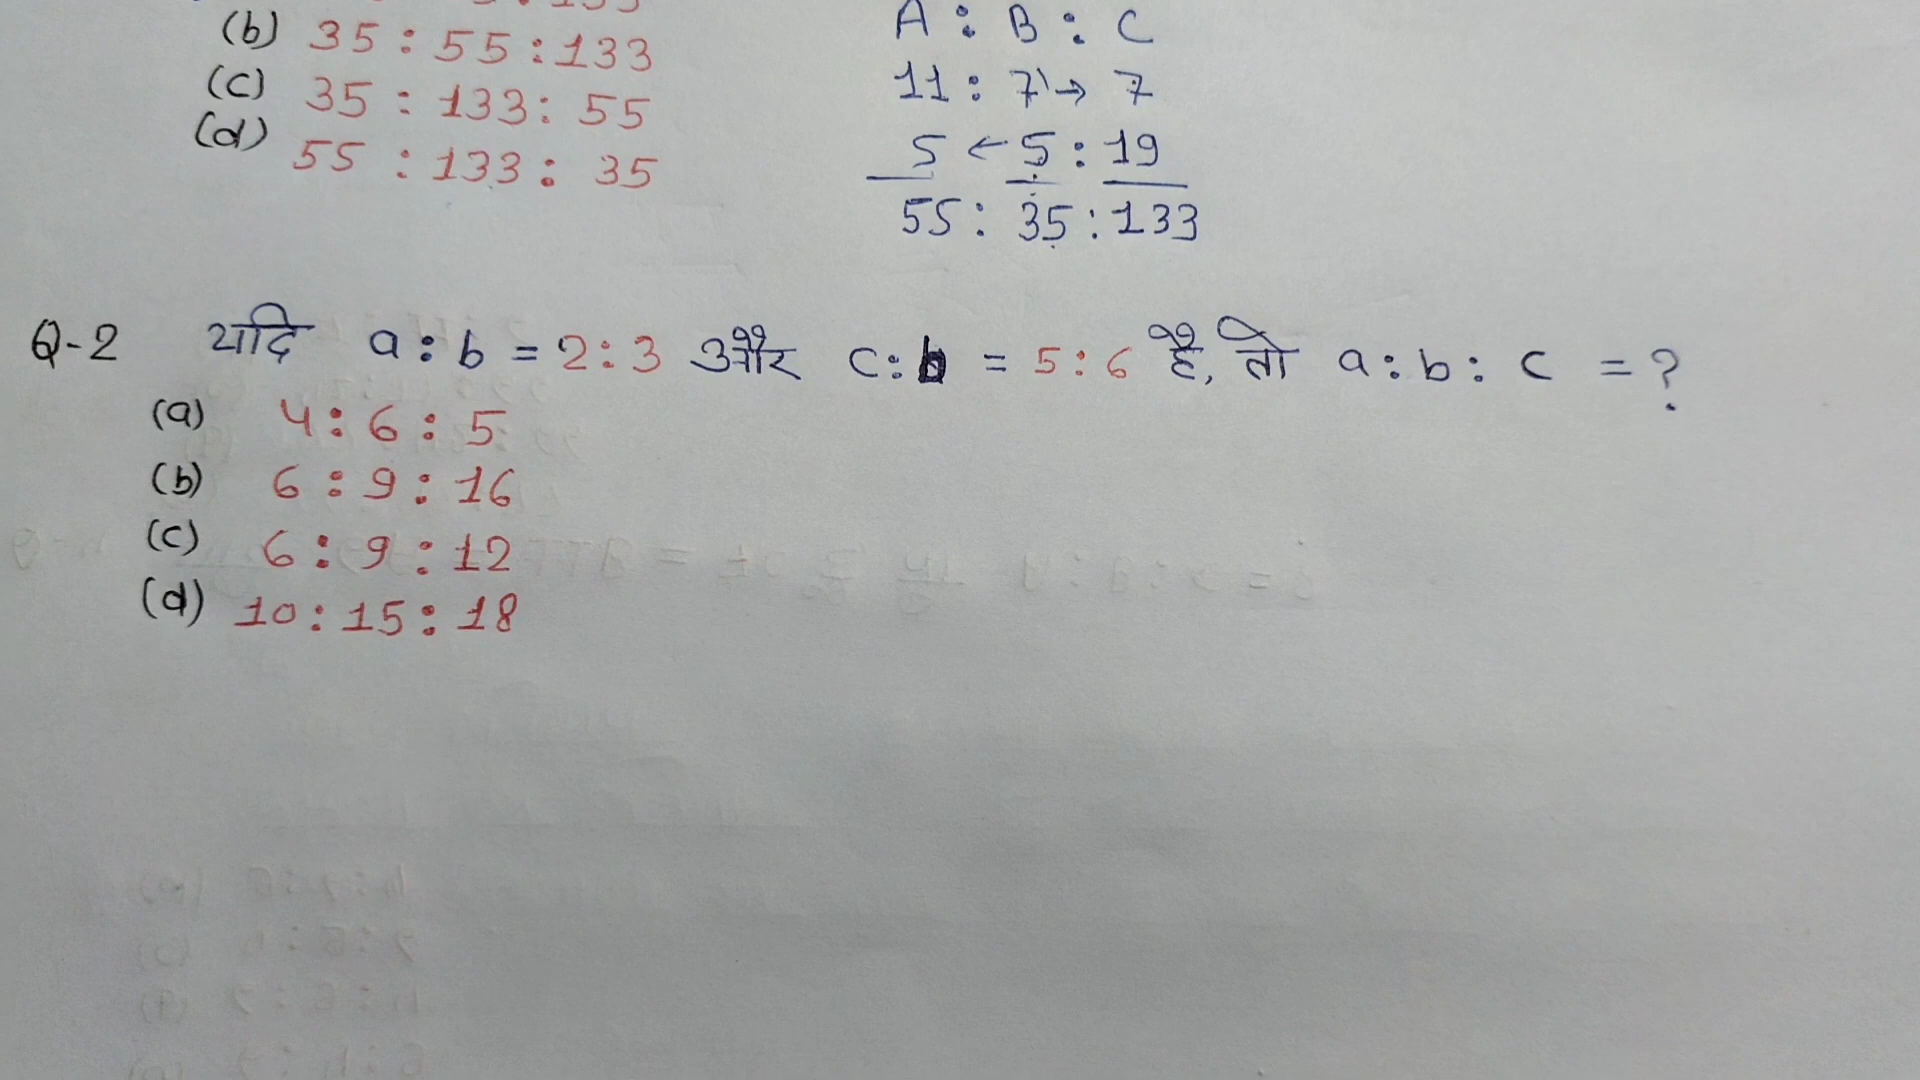 (b) 35 : 55 : 133
(c) 35 : 133 : 55
(d) 55 : 133 : 35
A : B : C
11 : 7 → 7
5 ← 5 : 19
55 : 35 : 133
Q-2 यदि a : b = 2 : 3 और c : b = 5 : 6 है, तो a : b : c = ?
(a) 4 : 6 : 5
(b) 6 : 9 : 16
(c) 6 : 9 : 12
(d) 10 : 15 : 18